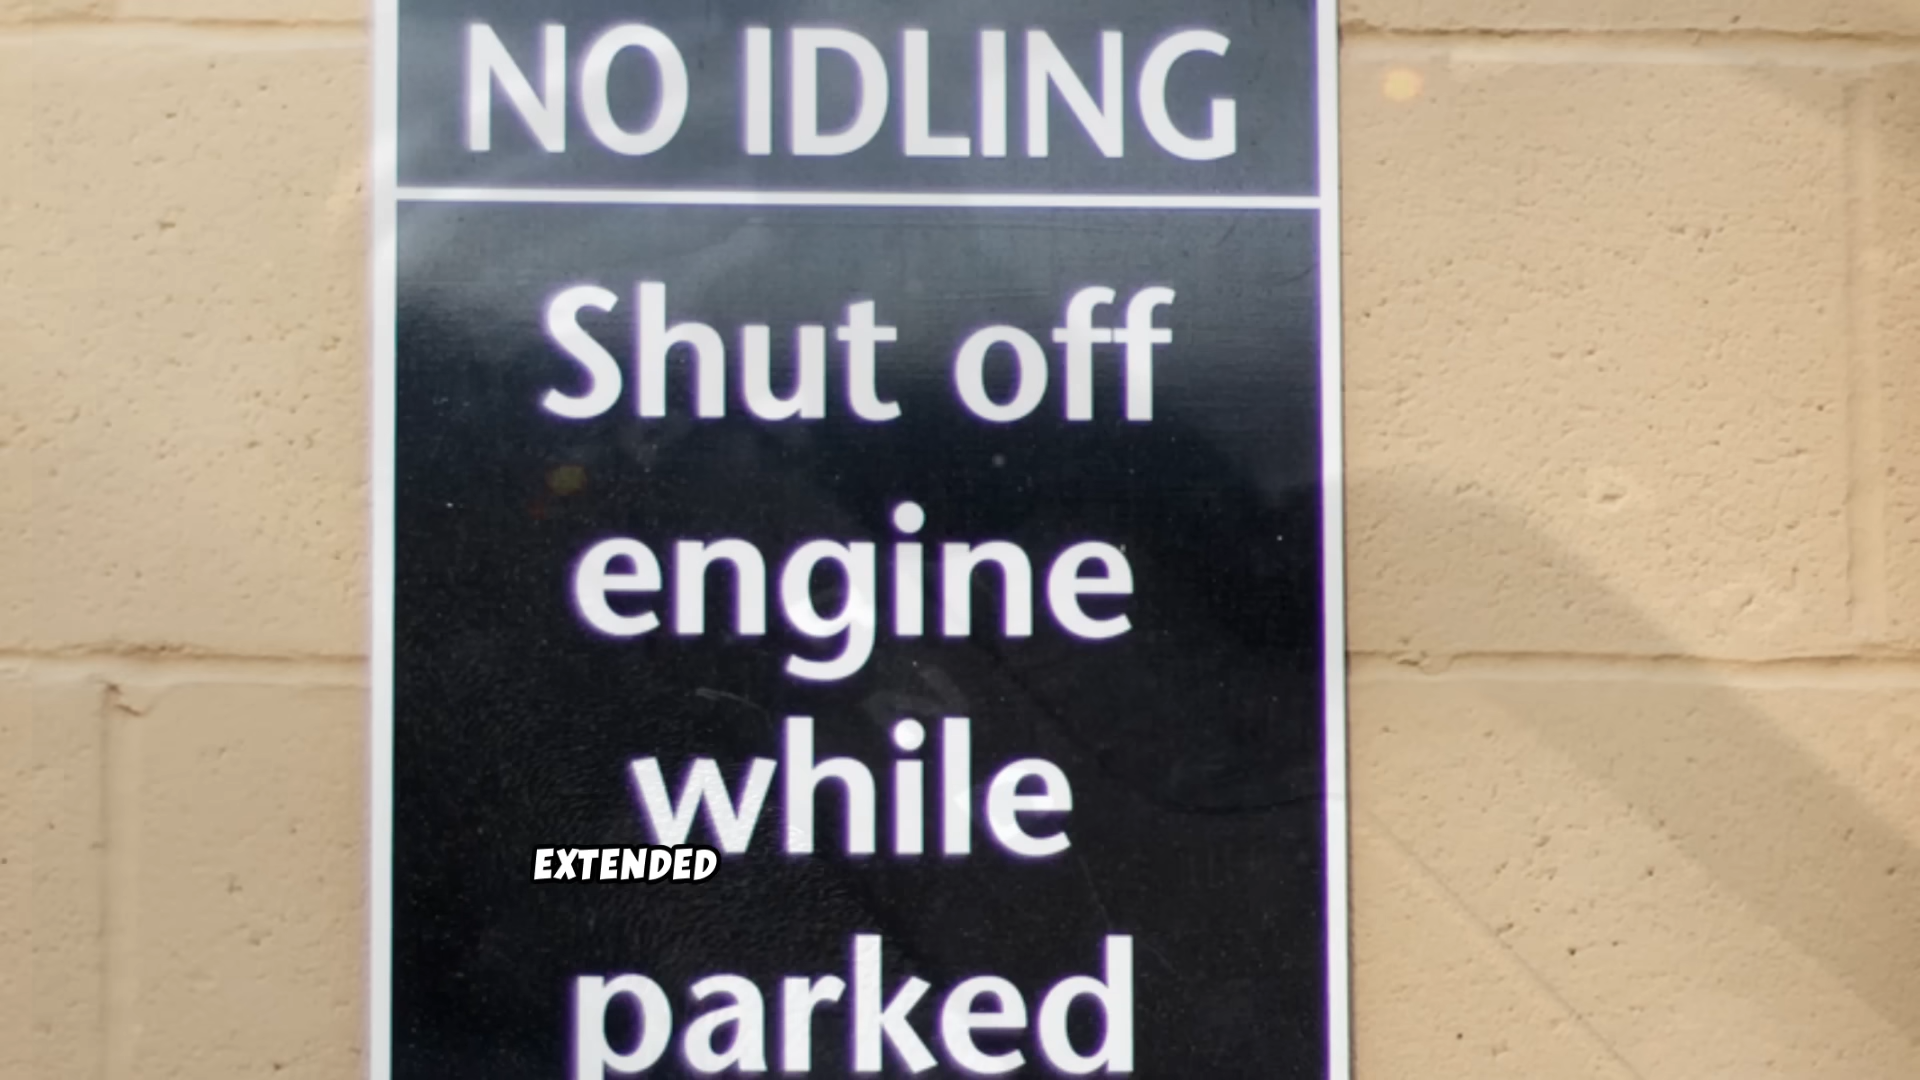 NO IDLING
Shut off
engine
while
EXTENDED
parked